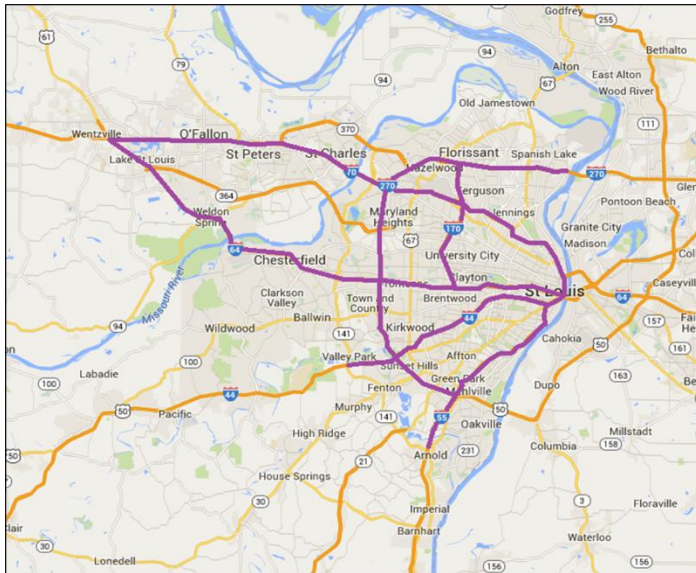 Godfrey
61
255
94
Bethalto
79
Alton
67
East Alton
Wood River
94
Old Jamestown
111
370
Wentzville
O'Fallon
St Peters
St Charles
Florissant
Spanish Lake
Lake St Louis
70
Hazelwood
270
270
Glen
364
Ferguson
Pontoon Beach
Weldon
Spring
Maryland
Heights
Jennings
Granite City
170
67
Madison
64
University City
Chesterfield
Missouri River
Clayton
St Louis
Caseyville
Clarkson
Valley
Town and
Country
Brentwood
64
94
Wildwood
Ballwin
44
157
161
141
Kirkwood
Cahokia
50
100
Valley Park
Affton
Labadie
Sunset Hills
163
100
Green Park
Dupo
44
Fenton
Mehlville
50
50
Pacific
Murphy
141
55
Oakville
Millstadt
High Ridge
Columbia
158
21
231
Arnold
House Springs
3
30
Floraville
Imperial
Barnhart
Waterloo
30
Lonedell
156
156